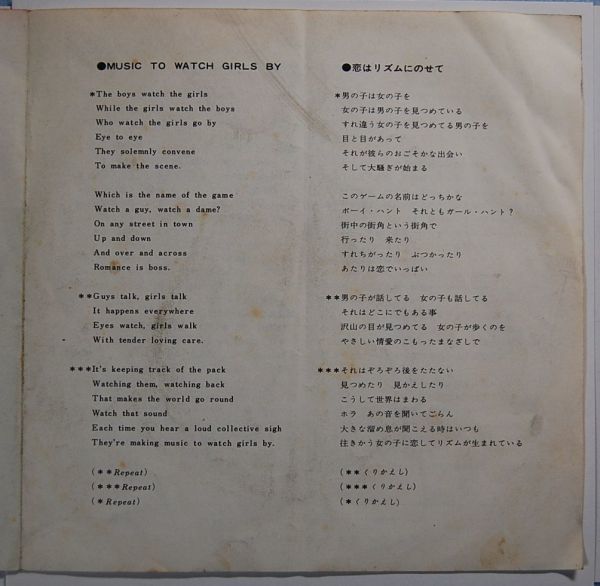 ●MUSIC TO WATCH GIRLS BY
*The boys watch the girls
While the girls watch the boys
Who watch the girls go by
Eye to eye
They solemnly convene
To make the scene.
Which is the name of the game
Watch a guy, watch a dame?
On any street in town
Up and down
And over and across
Romance is boss.
**Guys talk, girls talk
It happens everywhere
Eyes watch, girls walk
With tender loving care.
***It's keeping track of the pack
Watching them, watching back
That makes the world go round
Watch that sound
Each time you hear a loud collective sigh
They're making music to watch girls by.
(**Repeat)
(***Repeat)
(*Repeat)
●恋はリズムにのせて
*男の子は女の子を
女の子は男の子を見つめている
すれ違う女の子を見つめてる男の子を
目と目があって
それが彼らのおごそかな出会い
そして大騒ぎが始まる
このゲームの名前はどっちかな
ボーイ・ハント　それともガール・ハント？
街中の街角という街角で
行ったり　来たり
すれちがったり　ぶつかったり
あたりは恋でいっぱい
**男の子が話してる　女の子も話してる
それはどこにでもある事
沢山の目が見つめてる　女の子が歩くのを
やさしい情愛のこもったまなざしで
***それはぞろぞろ後をたたない
見つめたり　見かえしたり
こうして世界はまわる
ホラ　あの音を聞いてごらん
大きな溜め息が聞こえる時はいつも
往きかう女の子に恋してリズムが生まれている
(**くりかえし)
(***くりかえし)
(*くりかえし)